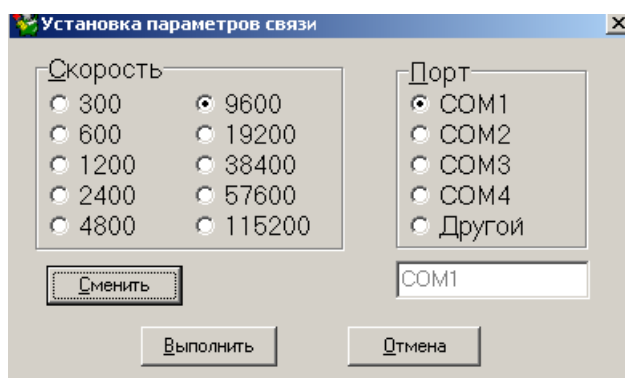 Установка параметров связи
Скорость
300
600
1200
2400
4800
9600
19200
38400
57600
115200
Порт
COM1
COM2
COM3
COM4
Другой
COM1
Сменить
Выполнить
Отмена